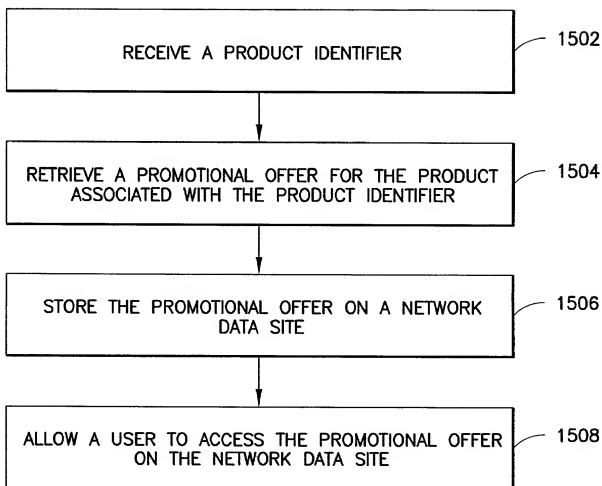 RECEIVE A PRODUCT IDENTIFIER
1502
RETRIEVE A PROMOTIONAL OFFER FOR THE PRODUCT
ASSOCIATED WITH THE PRODUCT IDENTIFIER
1504
STORE THE PROMOTIONAL OFFER ON A NETWORK
DATA SITE
1506
ALLOW A USER TO ACCESS THE PROMOTIONAL OFFER
ON THE NETWORK DATA SITE
1508